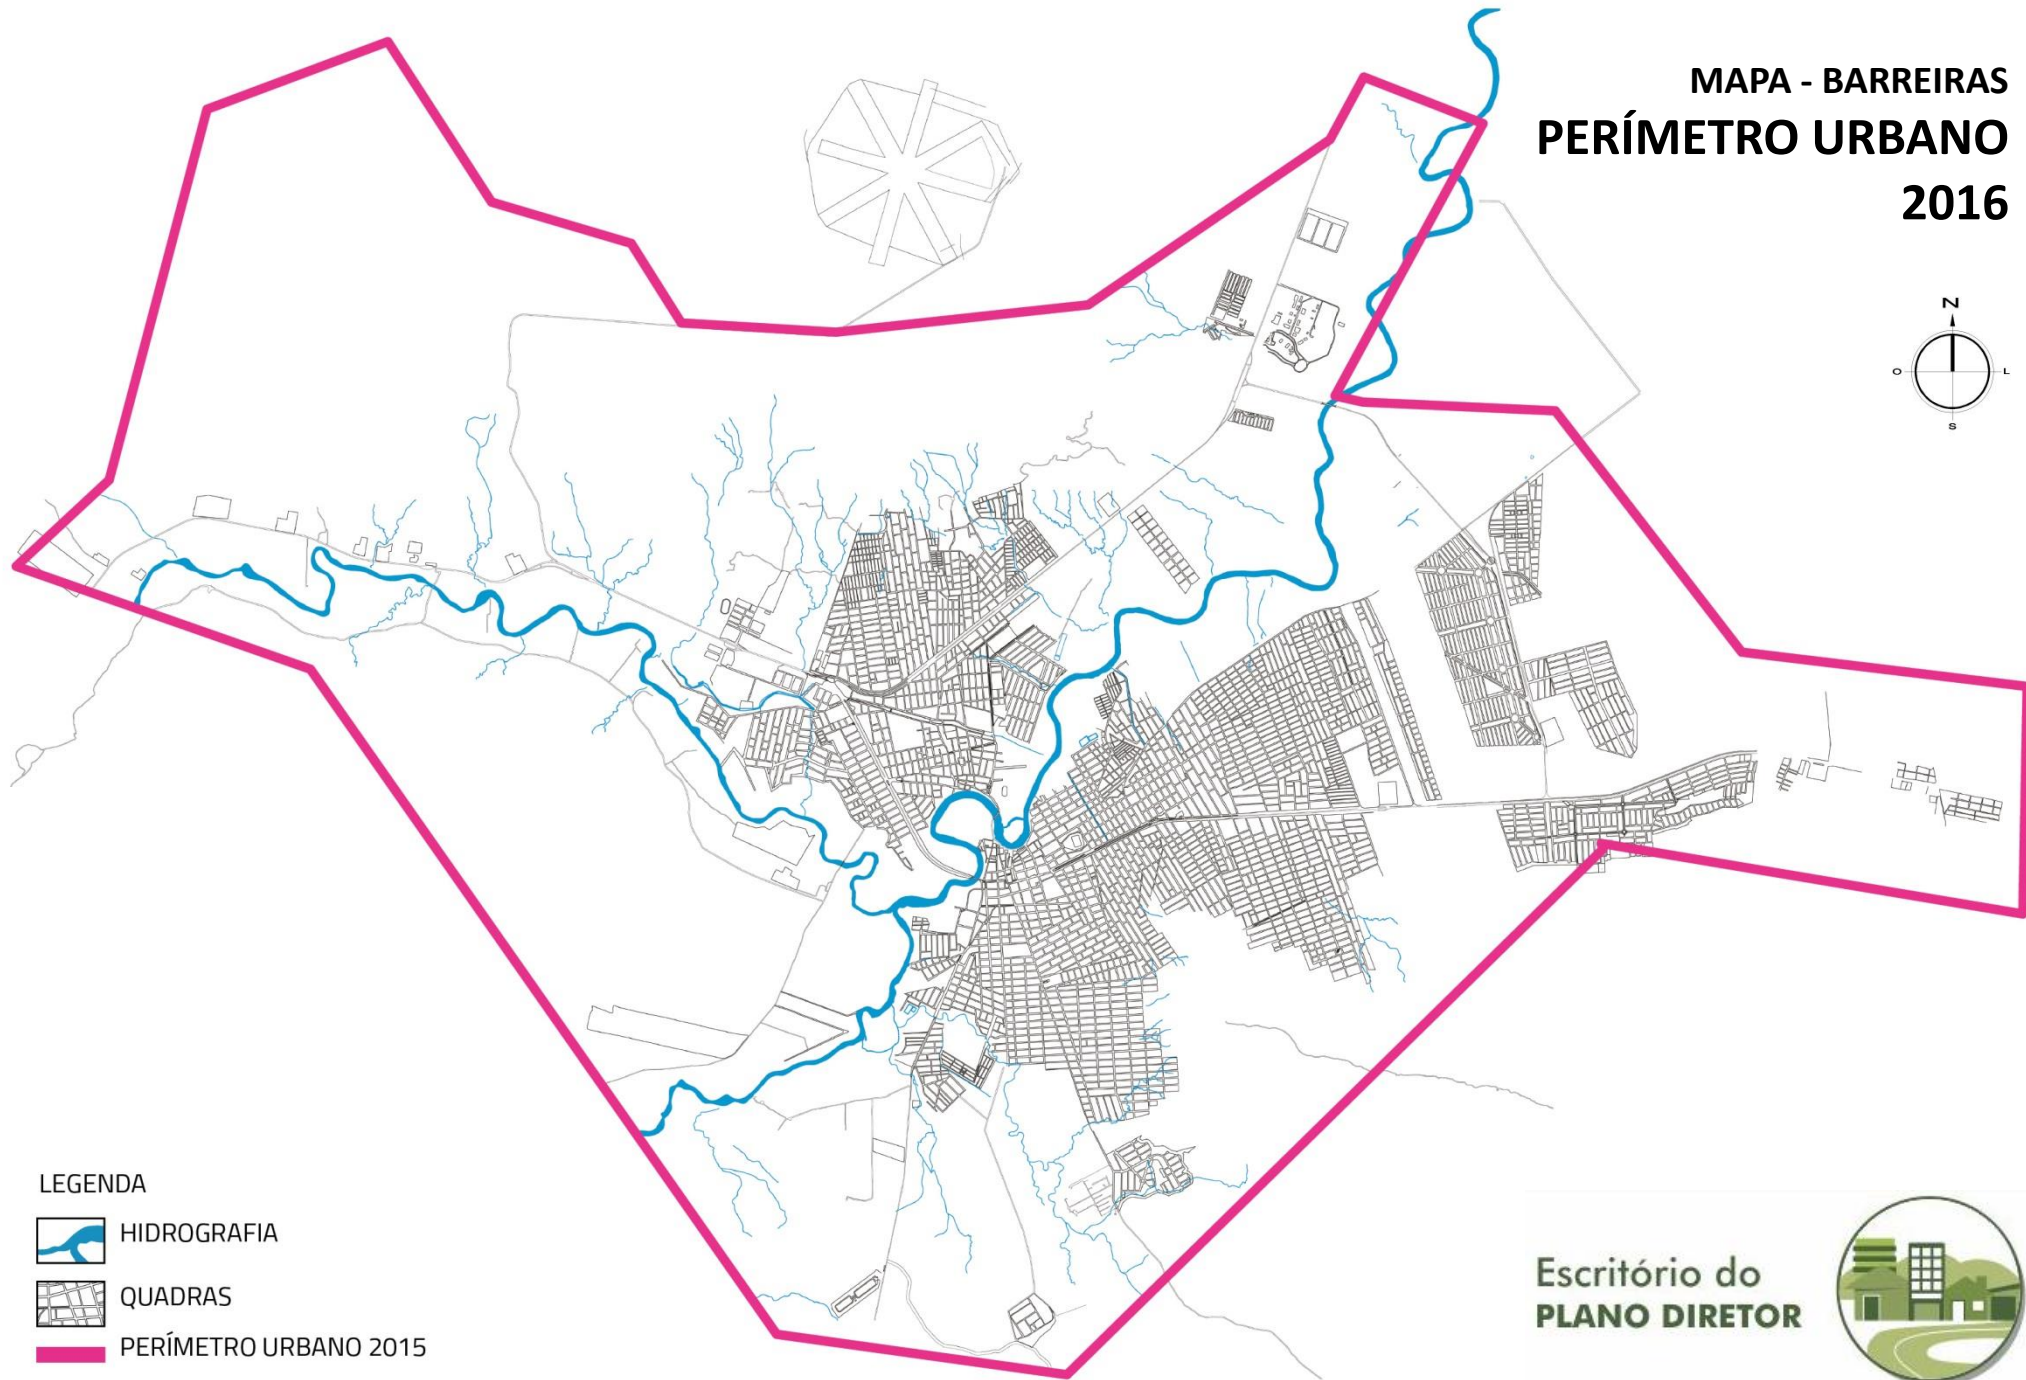 MAPA - BARREIRAS
PERÍMETRO URBANO
2016
N
O
L
S
LEGENDA
HIDROGRAFIA
QUADRAS
PERÍMETRO URBANO 2015
Escritório do
PLANO DIRETOR